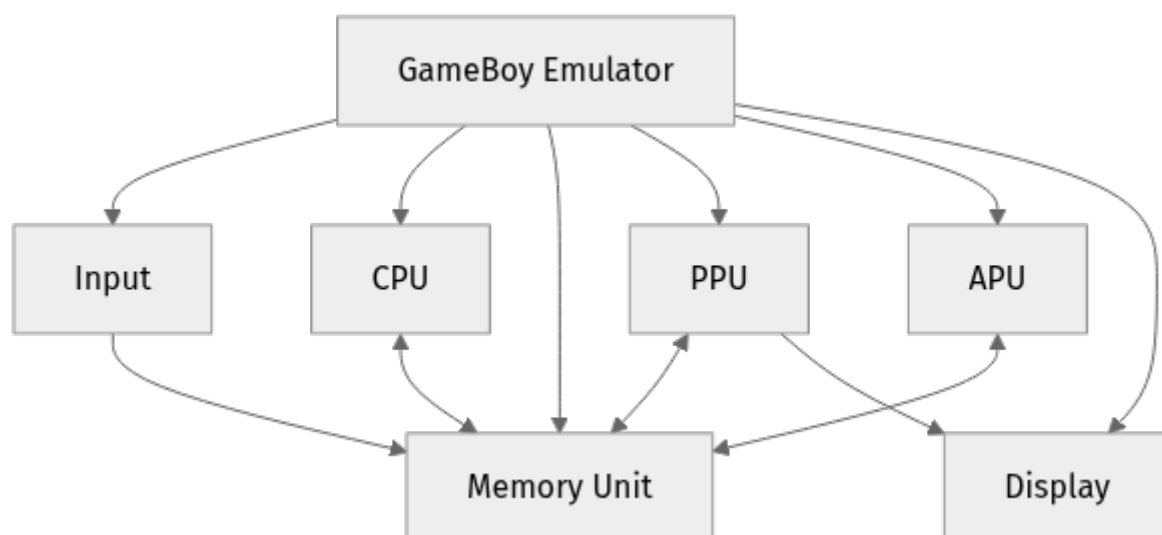 GameBoy Emulator
Input
CPU
PPU
APU
Memory Unit
Display